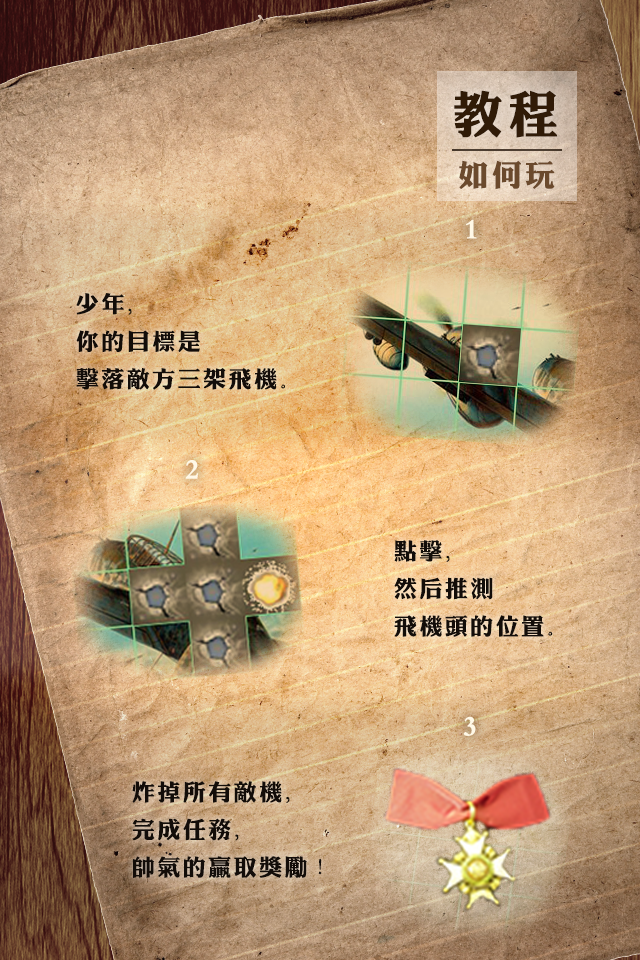 教程
如何玩
1
少年,
你的目標是
擊落敵方三架飛機。
2
點擊,
然后推測
飛機頭的位置。
3
炸掉所有敵機,
完成任務,
帥氣的贏取獎勵！